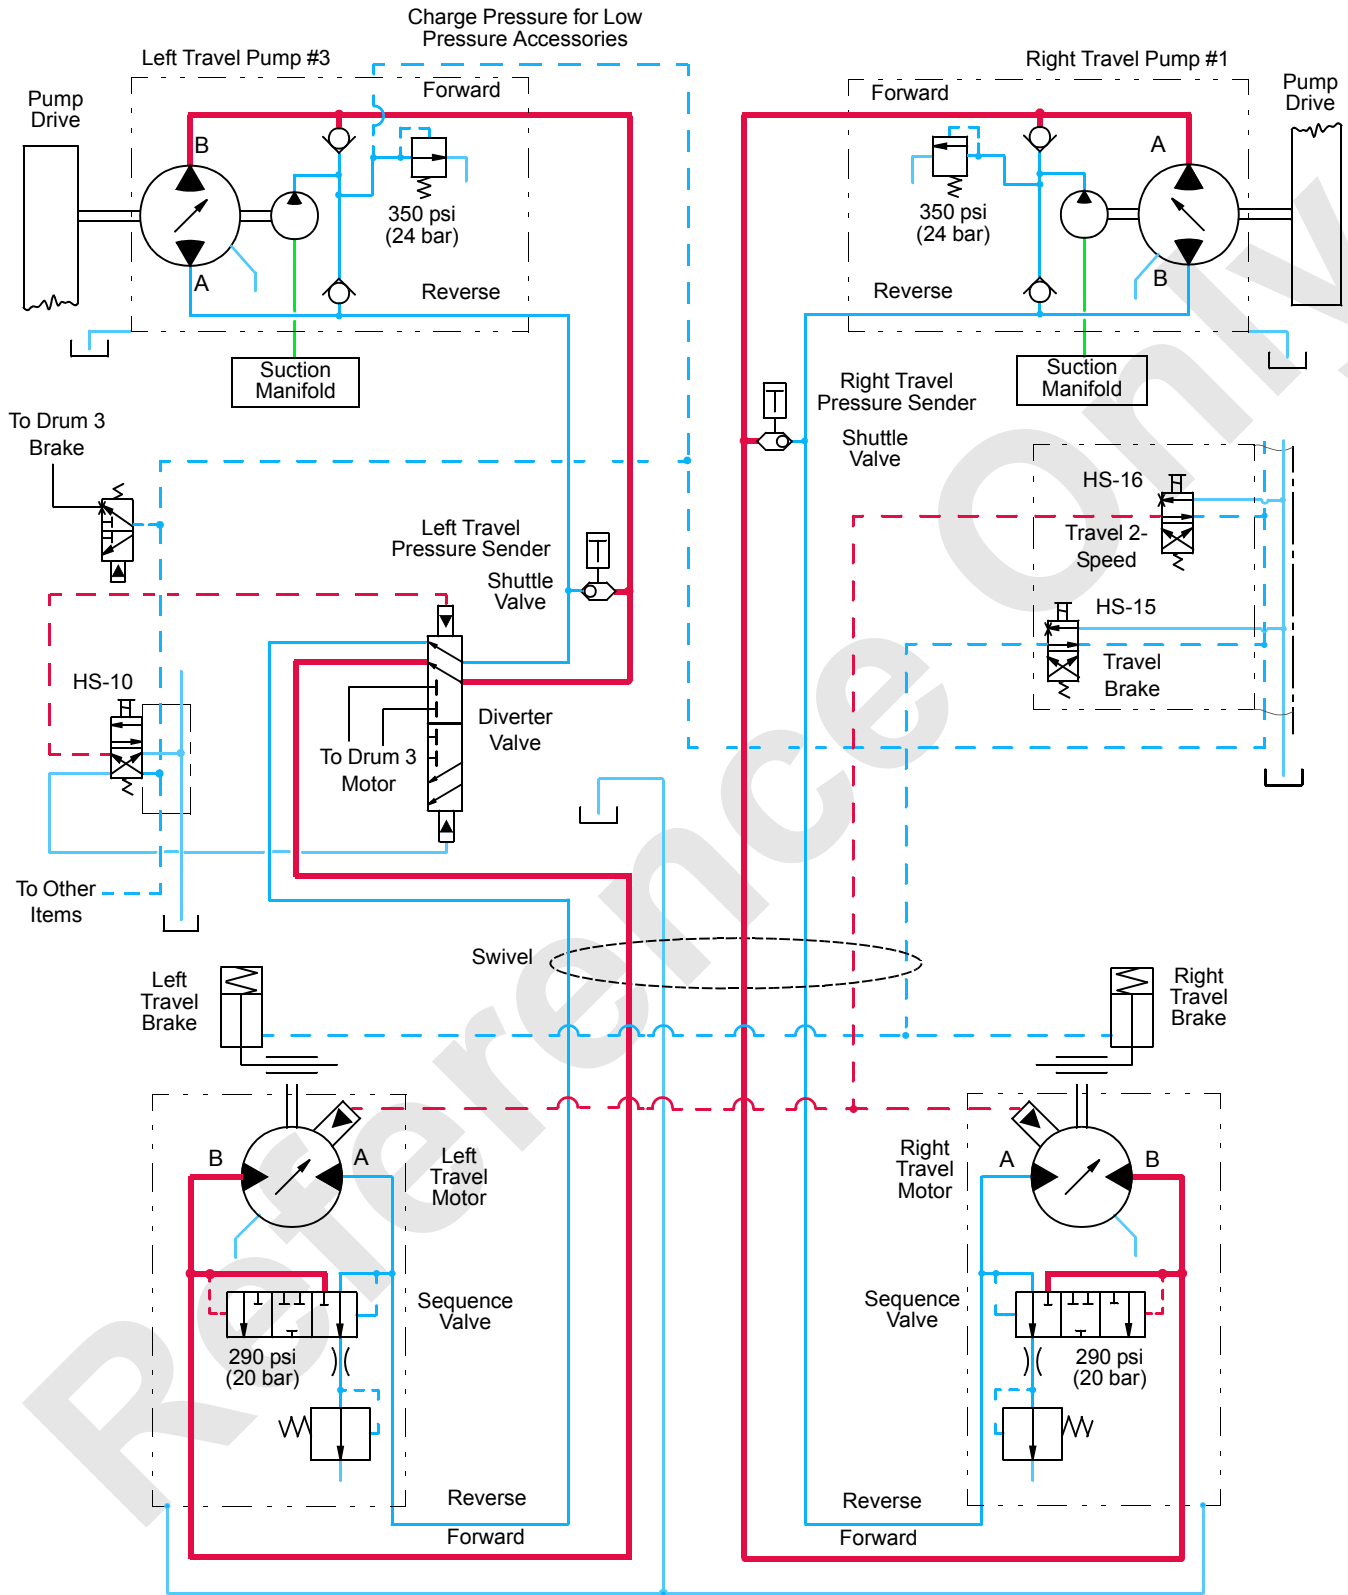 Charge Pressure for Low
Pressure Accessories
Left Travel Pump #3
Right Travel Pump #1
Pump
Drive
Forward
B
A
350 psi
(24 bar)
Reverse
Suction
Manifold
Forward
A
B
350 psi
(24 bar)
Reverse
Suction
Manifold
Pump
Drive
To Drum 3
Brake
Right Travel
Pressure Sender
Shuttle
Valve
HS-16
Travel 2-
Speed
HS-15
Travel
Brake
Left Travel
Pressure Sender
Shuttle
Valve
HS-10
Diverter
Valve
To Drum 3
Motor
To Other
Items
Swivel
Left
Travel
Brake
Right
Travel
Brake
B
A
Left
Travel
Motor
Right
Travel
Motor
A
B
Sequence
Valve
290 psi
(20 bar)
Sequence
Valve
290 psi
(20 bar)
Reverse
Forward
Reverse
Forward
Reference Only